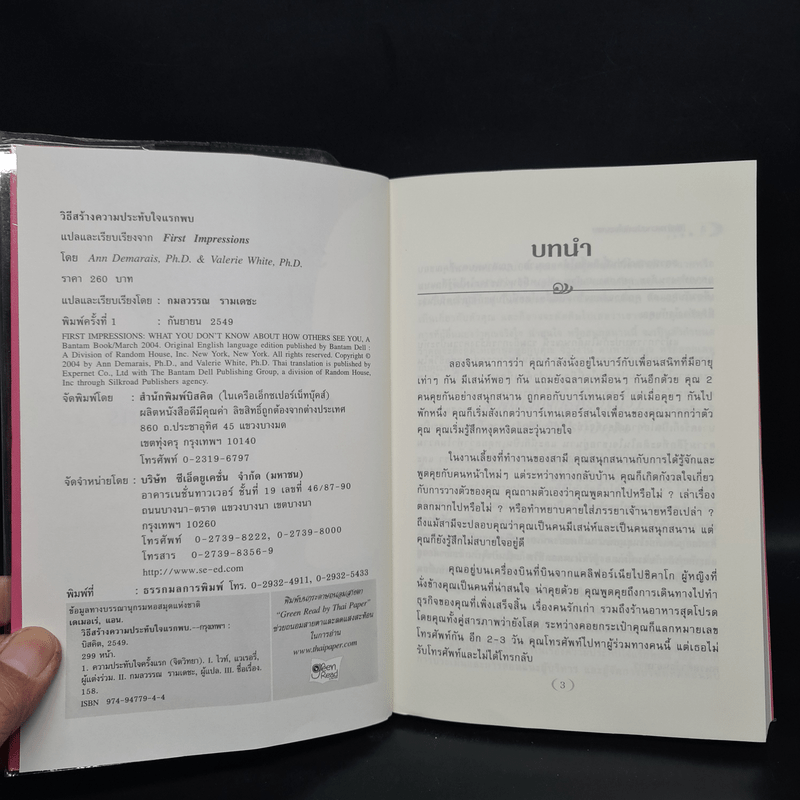 วิธีสร้างความประทับใจแรกพบ
แปลและเรียบเรียงจาก First Impressions
โดย Ann Demarais, Ph.D. & Valerie White, Ph.D.
ราคา 260 บาท
แปลและเรียบเรียงโดย : กมลวรรณ รามเดชะ
พิมพ์ครั้งที่ 1 : กันยายน 2549
FIRST IMPRESSIONS: WHAT YOU DON'T KNOW ABOUT HOW OTHERS SEE YOU, A
Bantam Book/March 2004. Original English language edition published by Bantam Dell :
A Division of Random House, Inc. New York, New York. All rights reserved. Copyright ©
2004 by Ann Demarais, Ph.D., and Valerie White, Ph.D. Thai translation is published by
Expernet Co., Ltd with The Bantam Dell Publishing Group, a division of Random House,
Inc through Silkroad Publishers agency.
จัดพิมพ์โดย : สำนักพิมพ์บิสคิต (ในเครือเอ็กซเปอร์เน็ทบุ๊คส์)
ผลิตหนังสือดีมีคุณค่า ลิขสิทธิ์ถูกต้องจากต่างประเทศ
860 ถ.ประชาอุทิศ 45 แขวงบางมด
เขตทุ่งครุ กรุงเทพฯ 10140
โทรศัพท์ 0-2319-6797
จัดจำหน่ายโดย : บริษัท ซีเอ็ดยูเคชั่น จำกัด (มหาชน)
อาคารเนชั่นทาวเวอร์ ชั้นที่ 19 เลขที่ 46/87-90
ถนนบางนา-ตราด แขวงบางนา เขตบางนา
กรุงเทพฯ 10260
โทรศัพท์ 0-2739-8222, 0-2739-8000
โทรสาร 0-2739-8356-9
http://www.se-ed.com
พิมพ์ที่ : ธรรกมลการพิมพ์ โทร. 0-2932-4911, 0-2932-5433
ข้อมูลทางบรรณานุกรมหอสมุดแห่งชาติ
เดเมอเร่, แอน.
วิธีสร้างความประทับใจแรกพบ.--กรุงเทพฯ :
บิสคิต, 2549.
299 หน้า.
1. ความประทับใจครั้งแรก (จิตวิทยา). I. ไวท์, แวเลอรี่,
ผู้แต่งร่วม. II. กมลวรรณ รามเดชะ, ผู้แปล. III. ชื่อเรื่อง.
158.
ISBN 974-94779-4-4
พิมพ์บนกระดาษถนอมสายตา
"Green Read by Thai Paper"
ช่วยถนอมสายตาและลดแสงสะท้อน
ในการอ่าน
www.thaipaper.com
Green
Read
บทนำ
ลองจินตนาการว่า คุณกำลังนั่งอยู่ในบาร์กับเพื่อนสนิทที่มีอายุ
เท่าๆ กัน มีเสน่ห์พอๆ กัน แถมยังฉลาดเหมือนๆ กันอีกด้วย คุณ 2
คนคุยกันอย่างสนุกสนาน ถูกคอกับบาร์เทนเดอร์ แต่เมื่อคุยๆ กันไป
พักหนึ่ง คุณก็เริ่มสังเกตว่าบาร์เทนเดอร์สนใจเพื่อนของคุณมากกว่าตัว
คุณ คุณเริ่มรู้สึกหงุดหงิดและวุ่นวายใจ
ในงานเลี้ยงที่ทำงานของสามี คุณสนุกสนานกับการได้รู้จักและ
พูดคุยกับคนหน้าใหม่ๆ แต่ระหว่างทางกลับบ้าน คุณก็เกิดกังวลใจเกี่ยว
กับการวางตัวของคุณ คุณถามตัวเองว่าคุณพูดมากไปหรือไม่ ? เล่าเรื่อง
ตลกมากไปหรือไม่ ? หรือทำหยาบคายใส่ภรรยาเจ้านายหรือเปล่า ?
ถึงแม้สามีจะปลอบคุณว่าคุณเป็นคนมีเสน่ห์และเป็นคนสนุกสนาน แต่
คุณก็ยังรู้สึกไม่สบายใจอยู่ดี
คุณอยู่บนเครื่องบินที่บินจากแคลิฟอร์เนียไปชิคาโก ผู้หญิงที่
นั่งข้างคุณเป็นคนที่น่าสนใจ น่าคุยด้วย คุณพูดคุยถึงการเดินทางไปทำ
ธุรกิจของคุณที่เพิ่งเสร็จสิ้น เรื่องคนรักเก่า รวมถึงร้านอาหารสุดโปรด
โดยคุณทั้งคู่สารภาพว่ายังโสด ระหว่างคอยกระเป๋าคุณก็แลกหมายเลข
โทรศัพท์กัน อีก 2-3 วัน คุณโทรศัพท์ไปหาผู้ร่วมทางคนนี้ แต่เธอไม่
รับโทรศัพท์และไม่ได้โทรกลับ
(3)